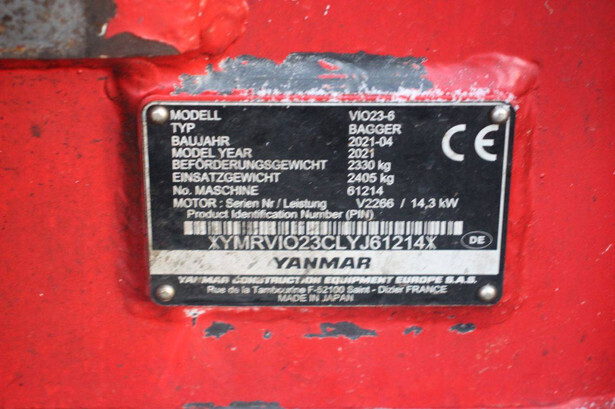 MODELL VIO23-6
TYP BAGGER
BAUJAHR 2021-04
MODEL YEAR 2021
BEFÖRDERUNGSGEWICHT 2330 kg
EINSATZGEWICHT 2405 kg
No. MASCHINE 61214
MOTOR : Serien Nr / Leistung V2266 / 14,3 kW
Product Identification Number (PIN)
XYMRVIO23CLYJ61214X
DE
CE
YANMAR
YANMAR CONSTRUCTION EQUIPMENT EUROPE S.A.S.
Rue de la Tambourine F-52100 Saint - Dizier FRANCE
MADE IN JAPAN